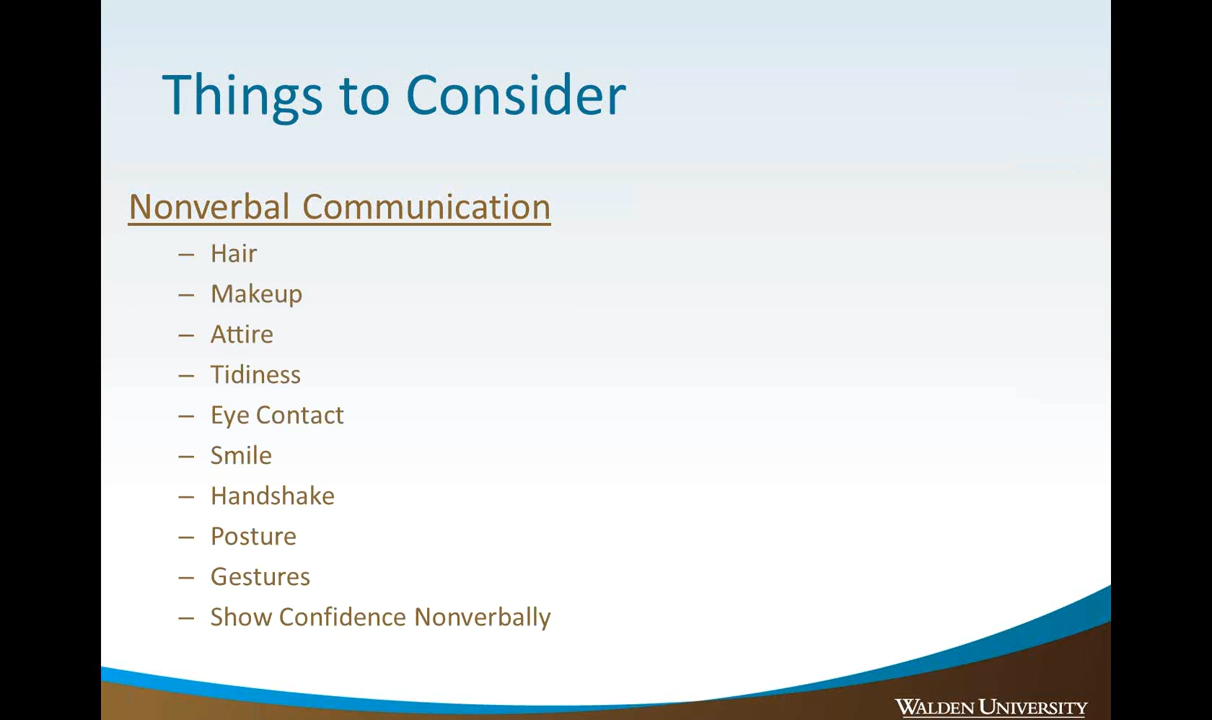 Things to Consider
Nonverbal Communication
– Hair
– Makeup
– Attire
– Tidiness
– Eye Contact
– Smile
– Handshake
– Posture
– Gestures
– Show Confidence Nonverbally
WALDEN UNIVERSITY